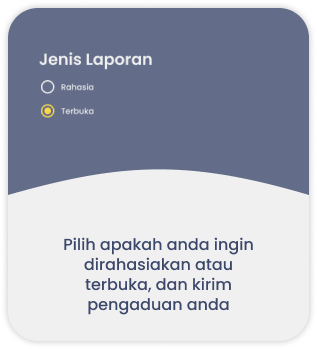 Jenis Laporan
Rahasia
Terbuka
Pilih apakah anda ingin
dirahasiakan atau
terbuka, dan kirim
pengaduan anda